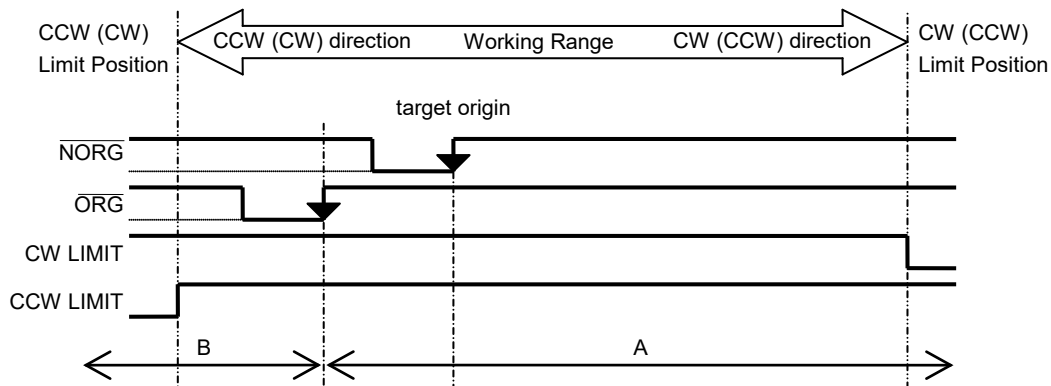 CCW (CW)
Limit Position
CCW (CW) direction
Working Range
CW (CCW) direction
CW (CCW)
Limit Position
target origin
NORG
ORG
CW LIMIT
CCW LIMIT
B
A